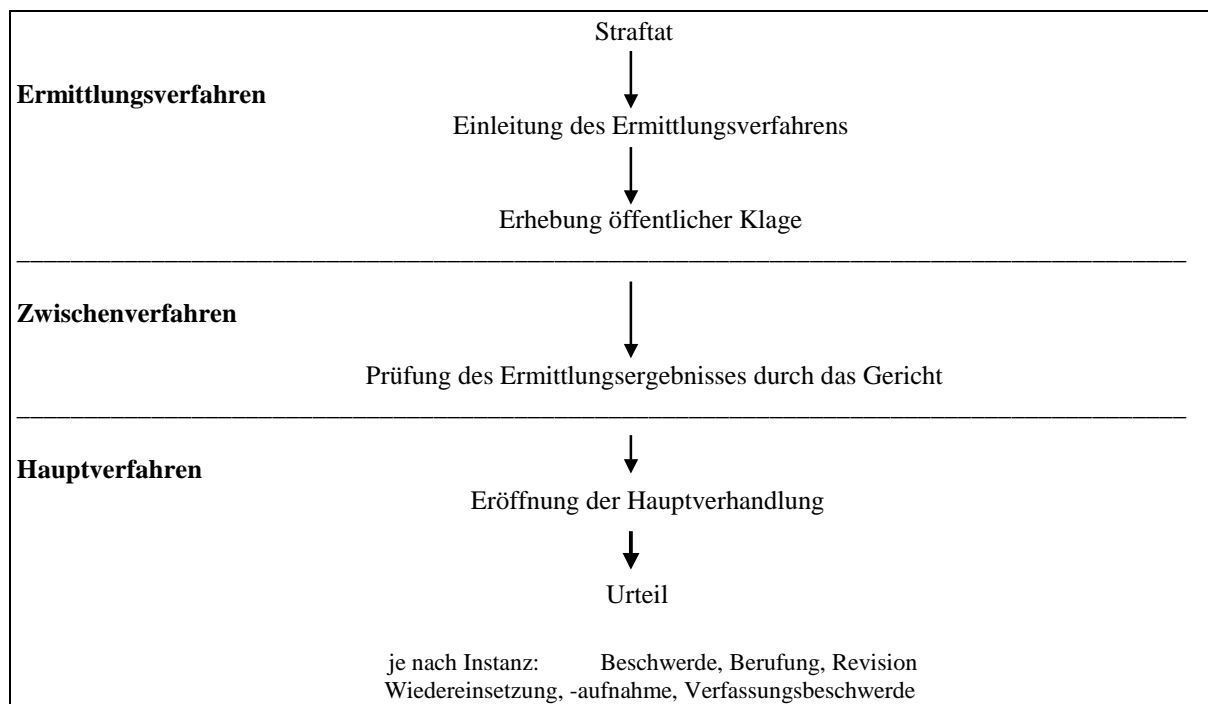 Straftat
Ermittlungsverfahren
Einleitung des Ermittlungsverfahrens
Erhebung öffentlicher Klage
Zwischenverfahren
Prüfung des Ermittlungsergebnisses durch das Gericht
Hauptverfahren
Eröffnung der Hauptverhandlung
Urteil
je nach Instanz: Beschwerde, Berufung, Revision
Wiedereinsetzung, -aufnahme, Verfassungsbeschwerde